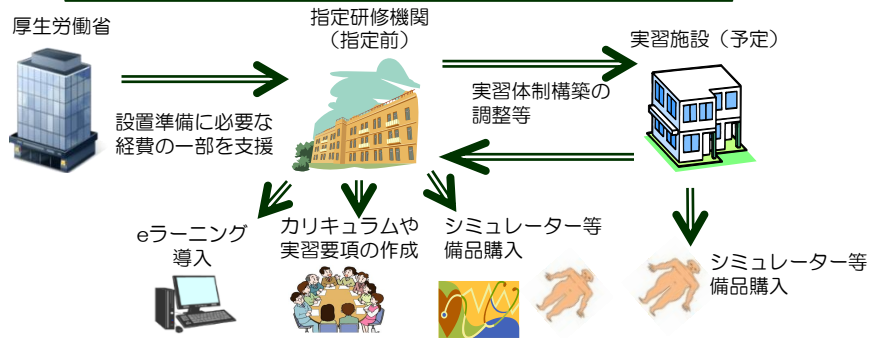 厚生労働省
指定研修機関
（指定前）
実習施設（予定）
設置準備に必要な
経費の一部を支援
実習体制構築の
調整等
eラーニング
導入
カリキュラムや
実習要項の作成
シミュレーター等
備品購入
シミュレーター等
備品購入